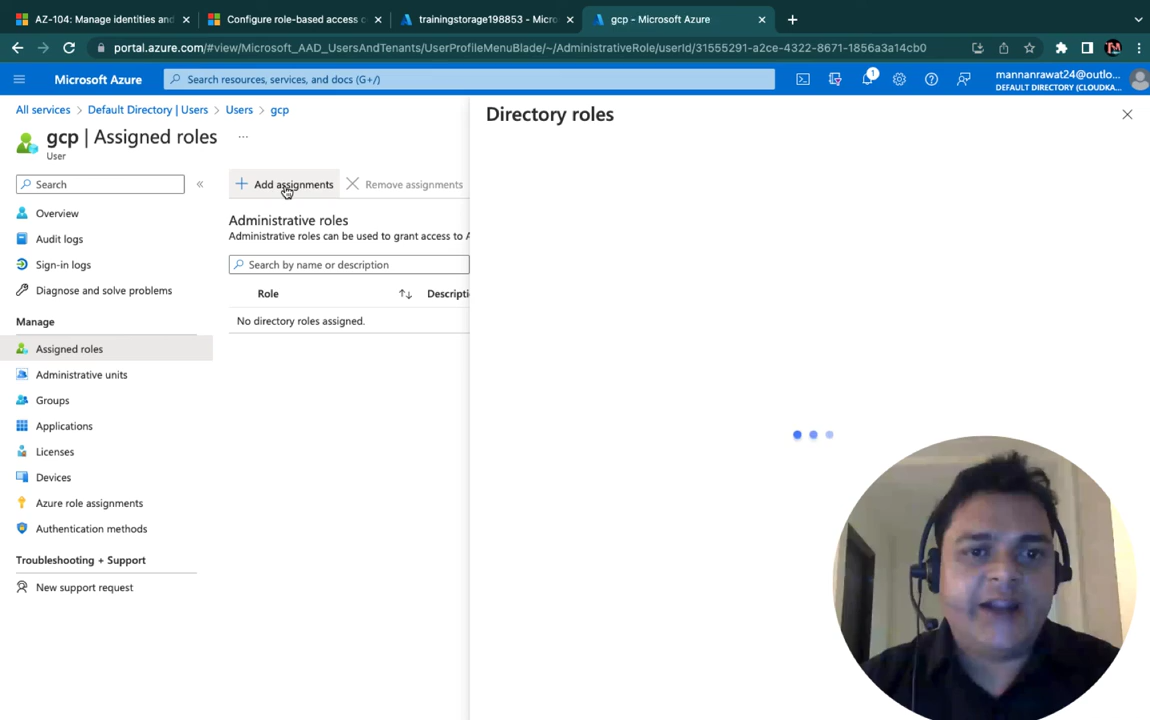 AZ-104: Manage identities and
Configure role-based access c
trainingstorage198853 - Micro
gcp - Microsoft Azure
portal.azure.com/#view/Microsoft_AAD_UsersAndTenants/UserProfileMenuBlade/~/AdministrativeRole/userId/31555291-a2ce-4322-8671-1856a3a14cb0
Microsoft Azure
Search resources, services, and docs (G+/)
1
mannanrawat24@outlo...
DEFAULT DIRECTORY (CLOUDKA...
All services > Default Directory | Users > Users > gcp
gcp | Assigned roles ...
User
Directory roles
Search
«
Add assignments
Remove assignments
Overview
Audit logs
Sign-in logs
Diagnose and solve problems
Manage
Assigned roles
Administrative units
Groups
Applications
Licenses
Devices
Azure role assignments
Authentication methods
Troubleshooting + Support
New support request
Administrative roles
Administrative roles can be used to grant access to A
Search by name or description
Role
Descripti
No directory roles assigned.